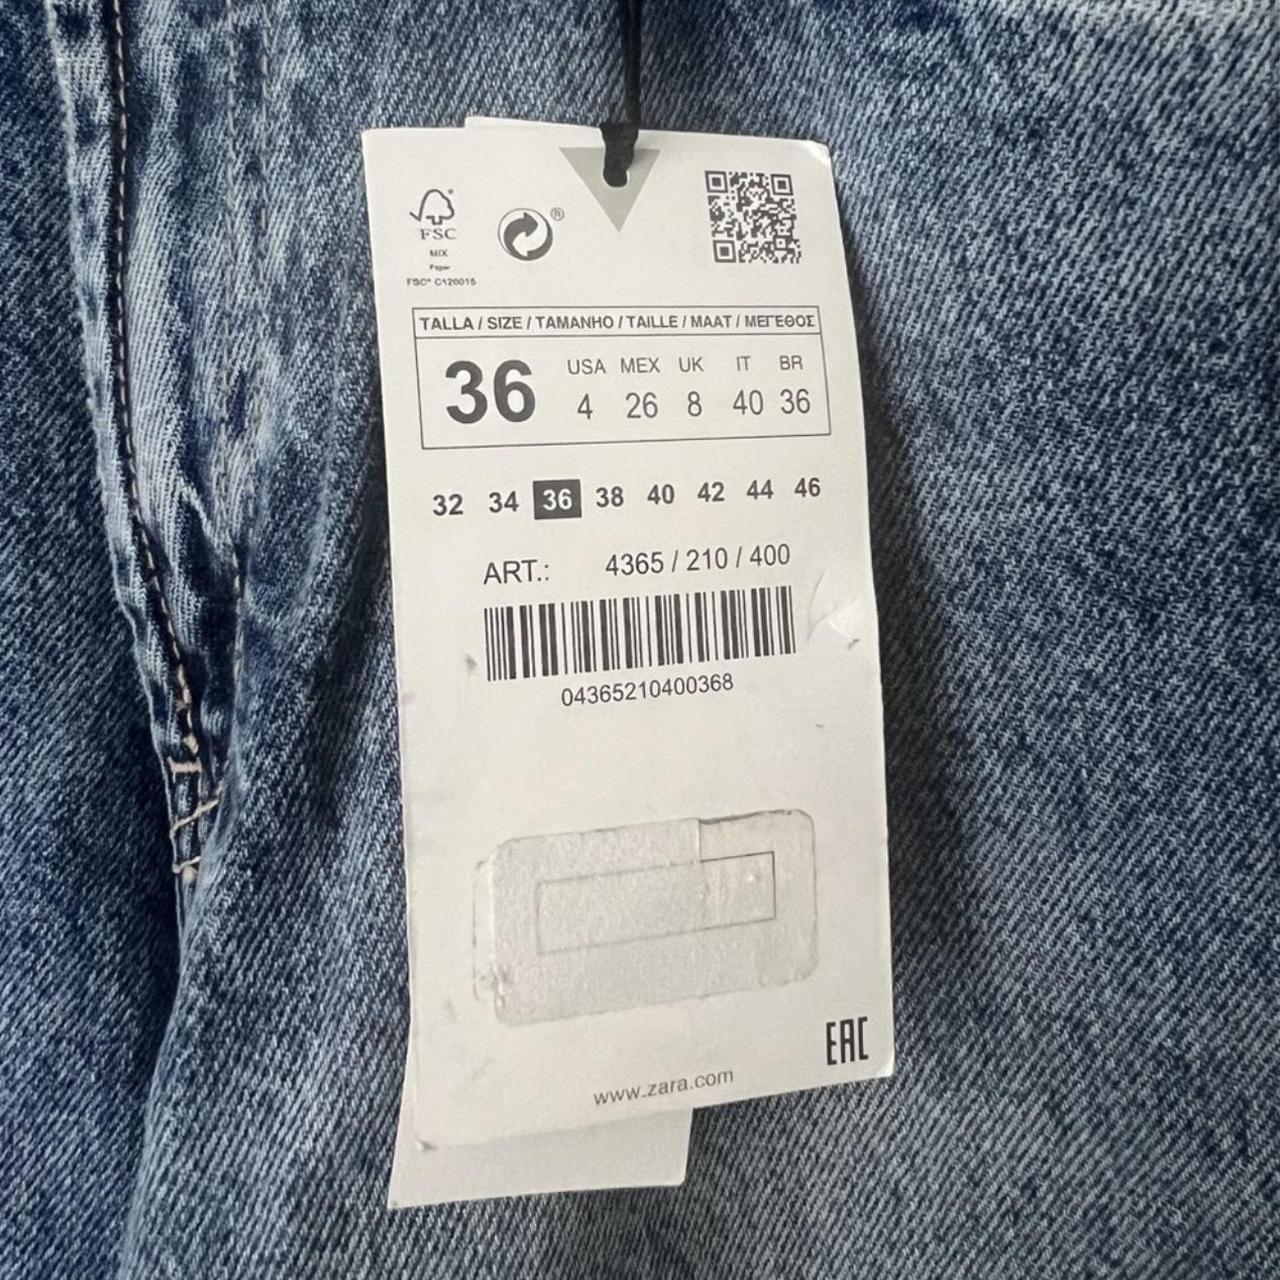 FSC®
MIX
Paper
FSC® C120015
®
TALLA / SIZE / TAMANHO / TAILLE / MAAT / ΜΕΓΕΘΟΣ
36
USA MEX UK IT BR
4 26 8 40 36
32 34 36 38 40 42 44 46
ART.: 4365 / 210 / 400
04365210400368
EAC
www.zara.com